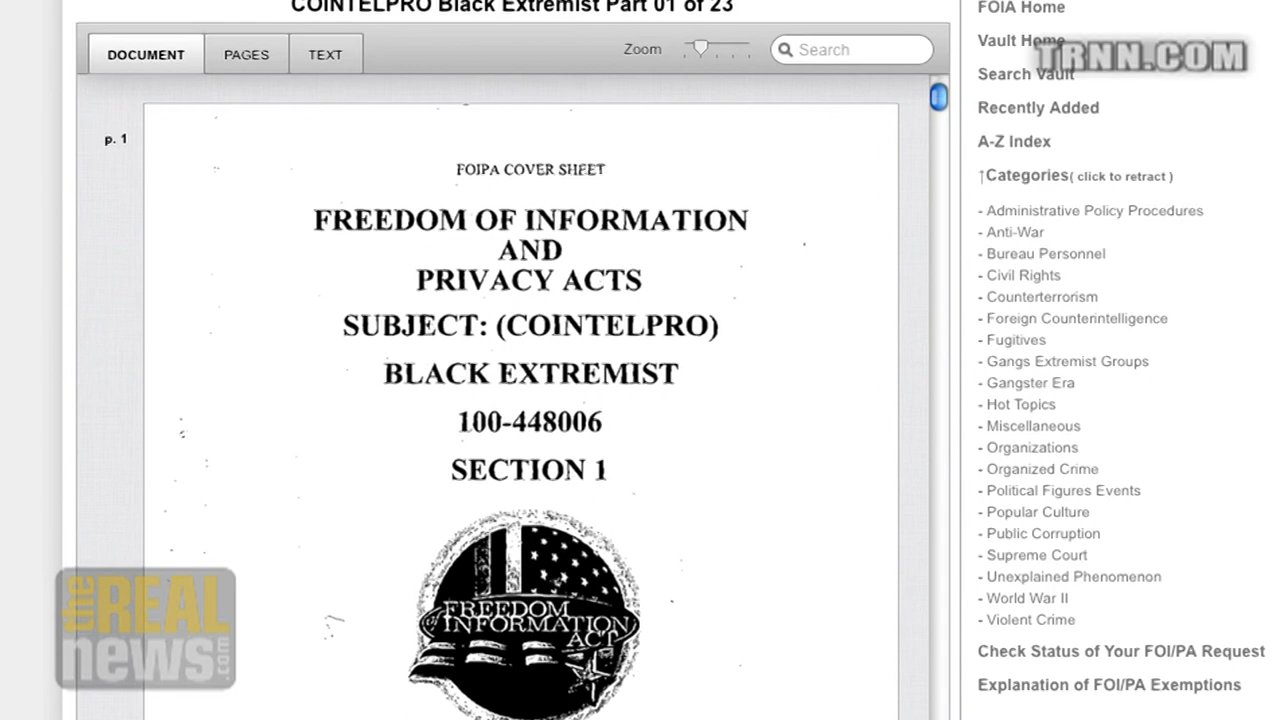 COINTELPRO Black Extremist Part 01 of 23
DOCUMENT PAGES TEXT Zoom Search
p. 1
FOIPA COVER SHEET
FREEDOM OF INFORMATION
AND
PRIVACY ACTS
SUBJECT: (COINTELPRO)
BLACK EXTREMIST
100-448006
SECTION 1
FREEDOM
of INFORMATION
ACT
the REAL
news.com
TRNN.COM
FOIA Home
Vault Home
Search Vault
Recently Added
A-Z Index
↑Categories( click to retract )
- Administrative Policy Procedures
- Anti-War
- Bureau Personnel
- Civil Rights
- Counterterrorism
- Foreign Counterintelligence
- Fugitives
- Gangs Extremist Groups
- Gangster Era
- Hot Topics
- Miscellaneous
- Organizations
- Organized Crime
- Political Figures Events
- Popular Culture
- Public Corruption
- Supreme Court
- Unexplained Phenomenon
- World War II
- Violent Crime
Check Status of Your FOI/PA Request
Explanation of FOI/PA Exemptions